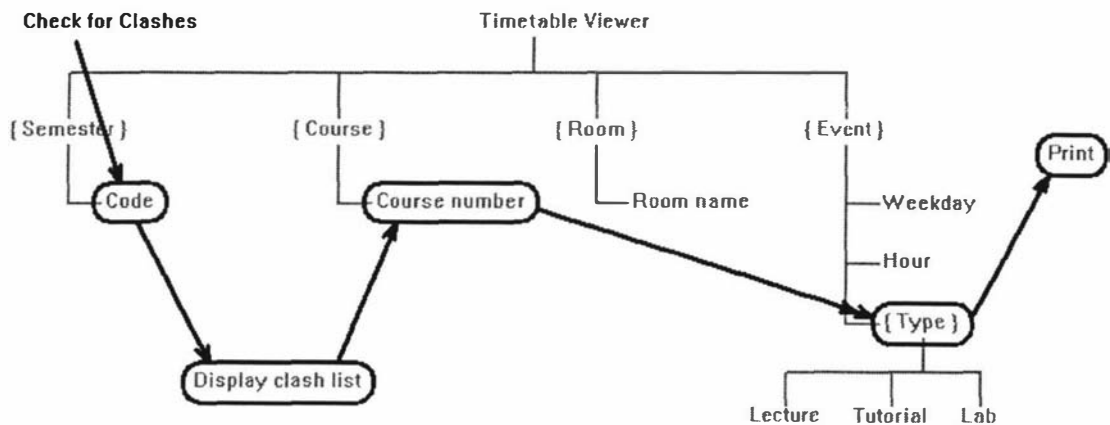 Check for Clashes
Timetable Viewer
{ Semester }
{ Course }
{ Room }
{ Event }
Print
Code
Course number
Room name
Weekday
Hour
{ Type }
Display clash list
Lecture
Tutorial
Lab